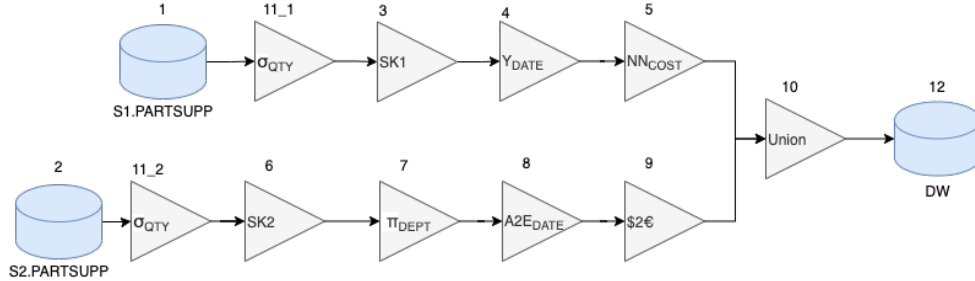 1
11_1
3
4
5
σQTY
SK1
YDATE
NNCOST
S1.PARTSUPP
10
12
Union
DW
2
11_2
6
7
8
9
σQTY
SK2
πDEPT
A2EDATE
$2€
S2.PARTSUPP